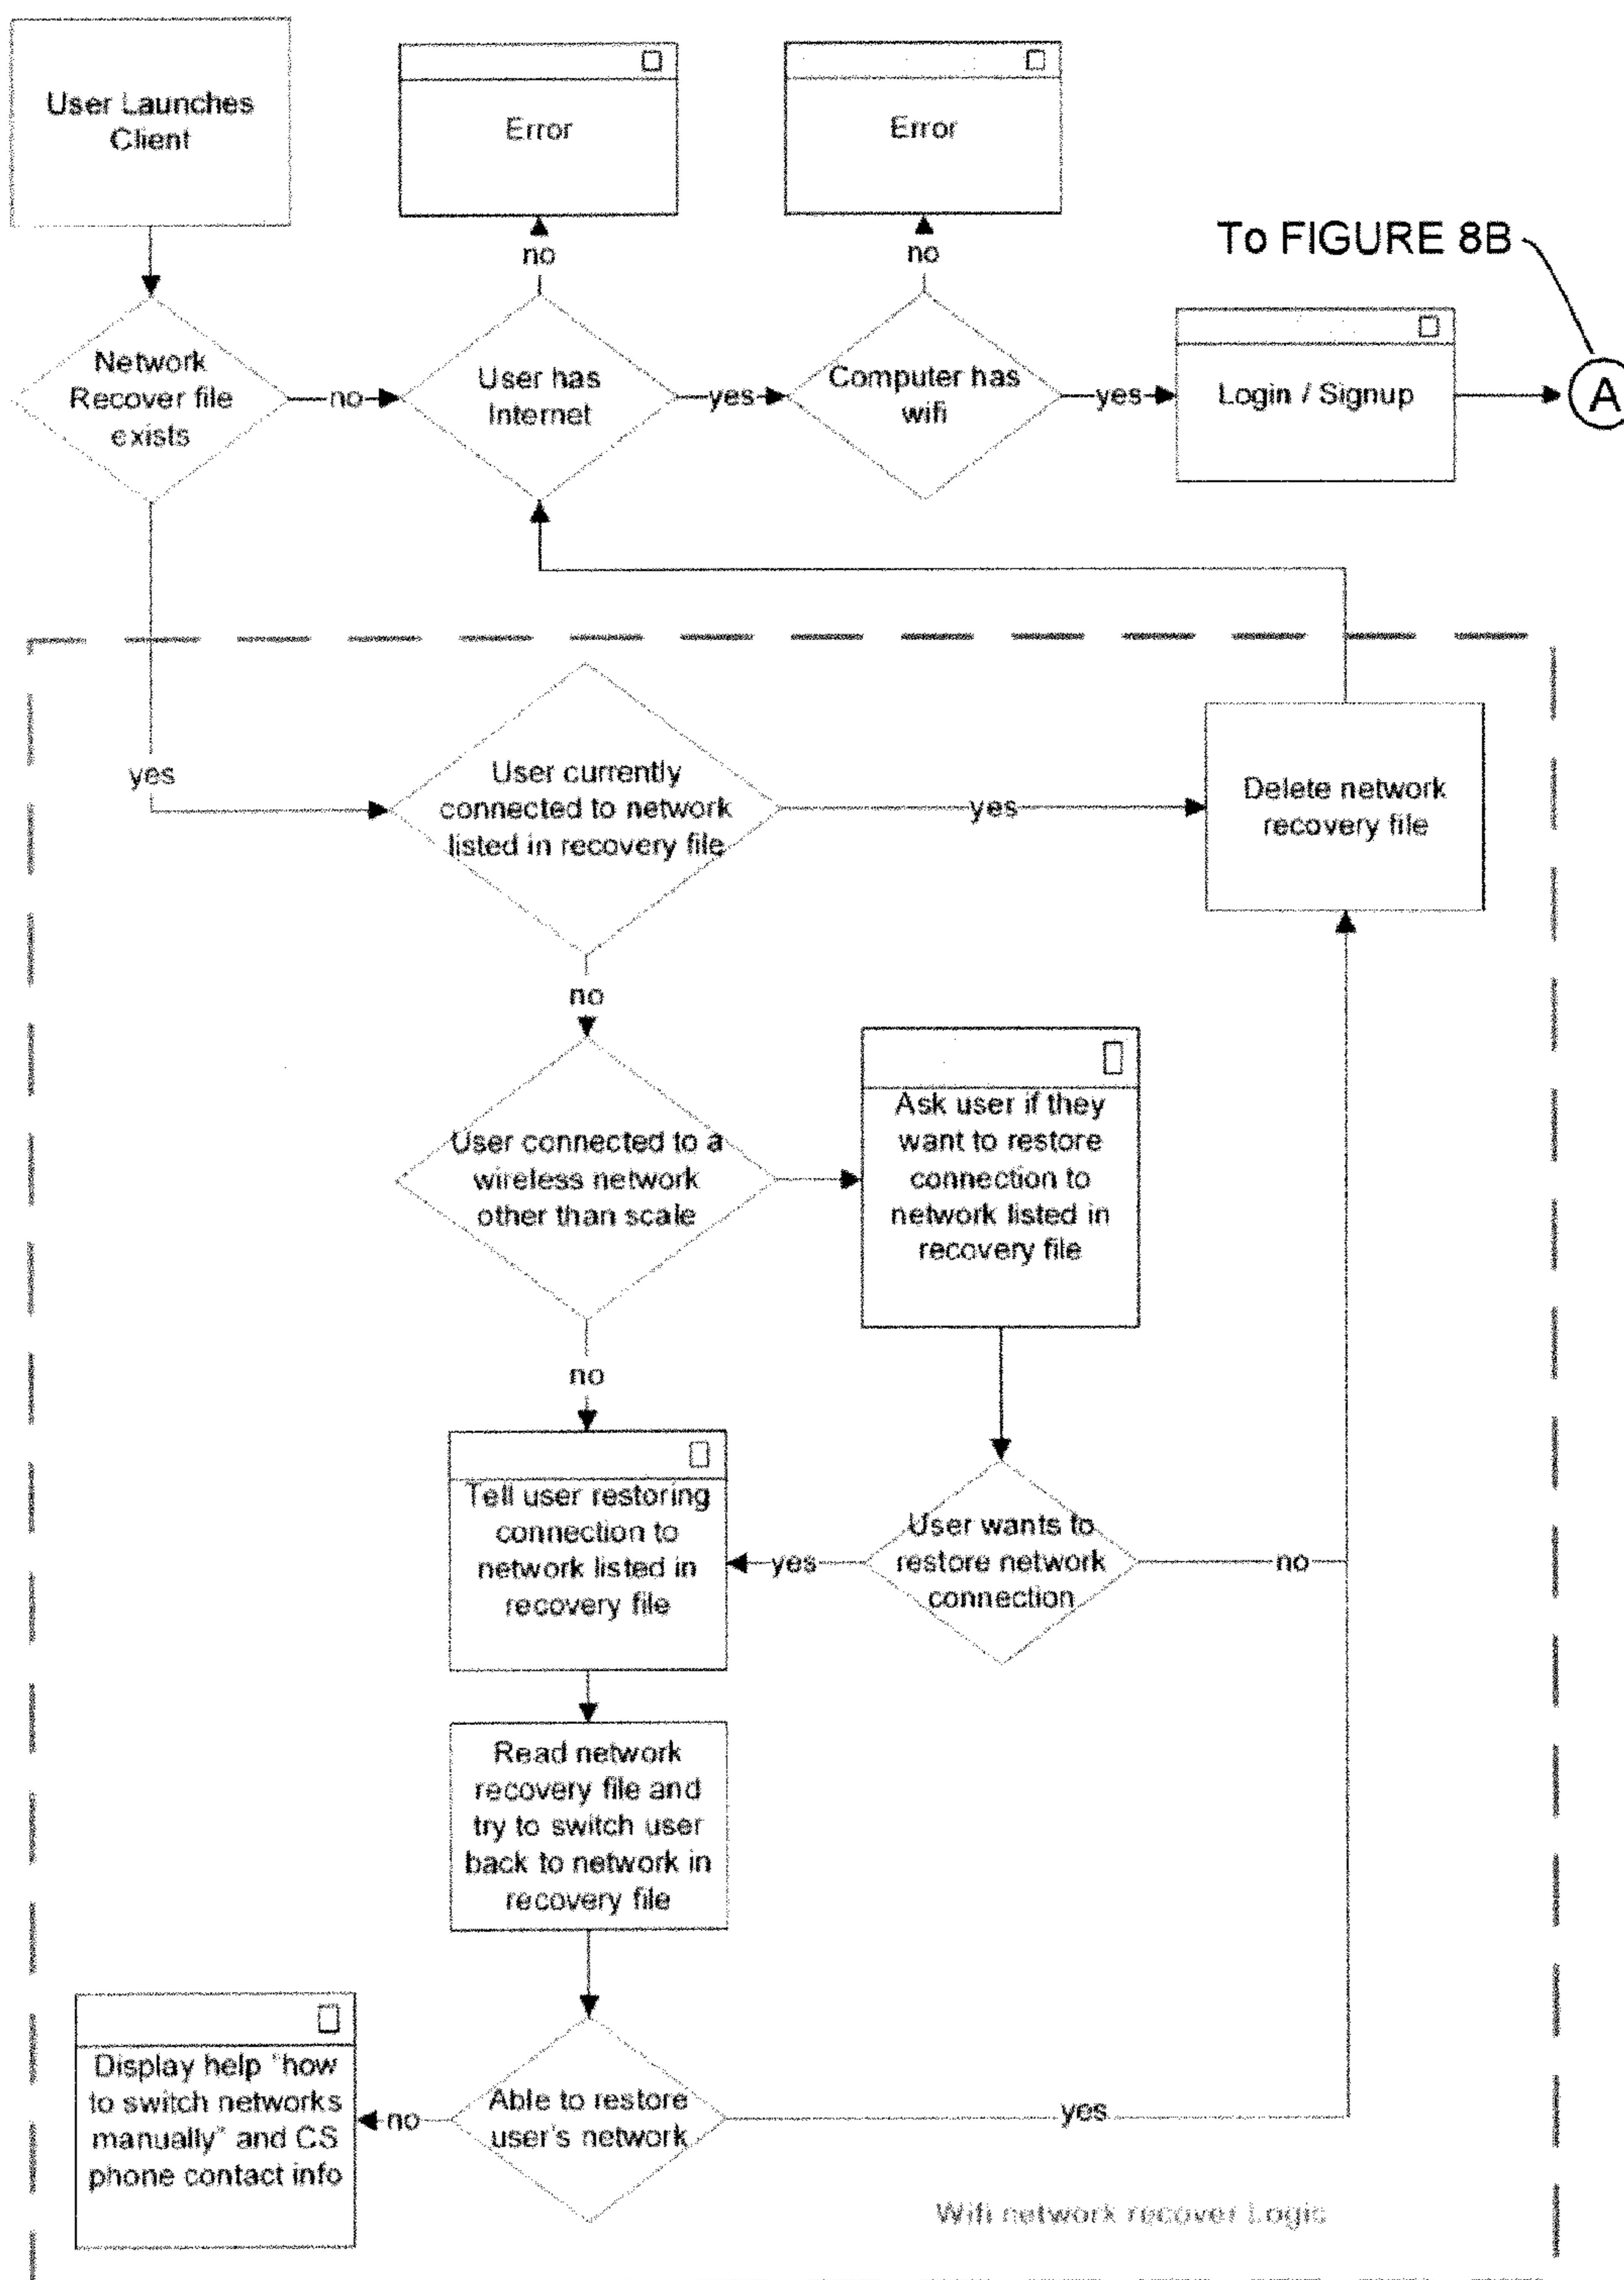 User Launches
Client
Error
Error
no
no
To FIGURE 8B
Network
Recover file
exists
no
User has
Internet
yes
Computer has
wifi
yes
Login / Signup
A
yes
User currently
connected to network
listed in recovery file
yes
Delete network
recovery file
no
User connected to a
wireless network
other than scale
Ask user if they
want to restore
connection to
network listed in
recovery file
no
Tell user restoring
connection to
network listed in
recovery file
yes
User wants to
restore network
connection
no
Read network
recovery file and
try to switch user
back to network in
recovery file
Display help "how
to switch networks
manually" and CS
phone contact info
no
Able to restore
user's network
yes
Wifi network recover Logic